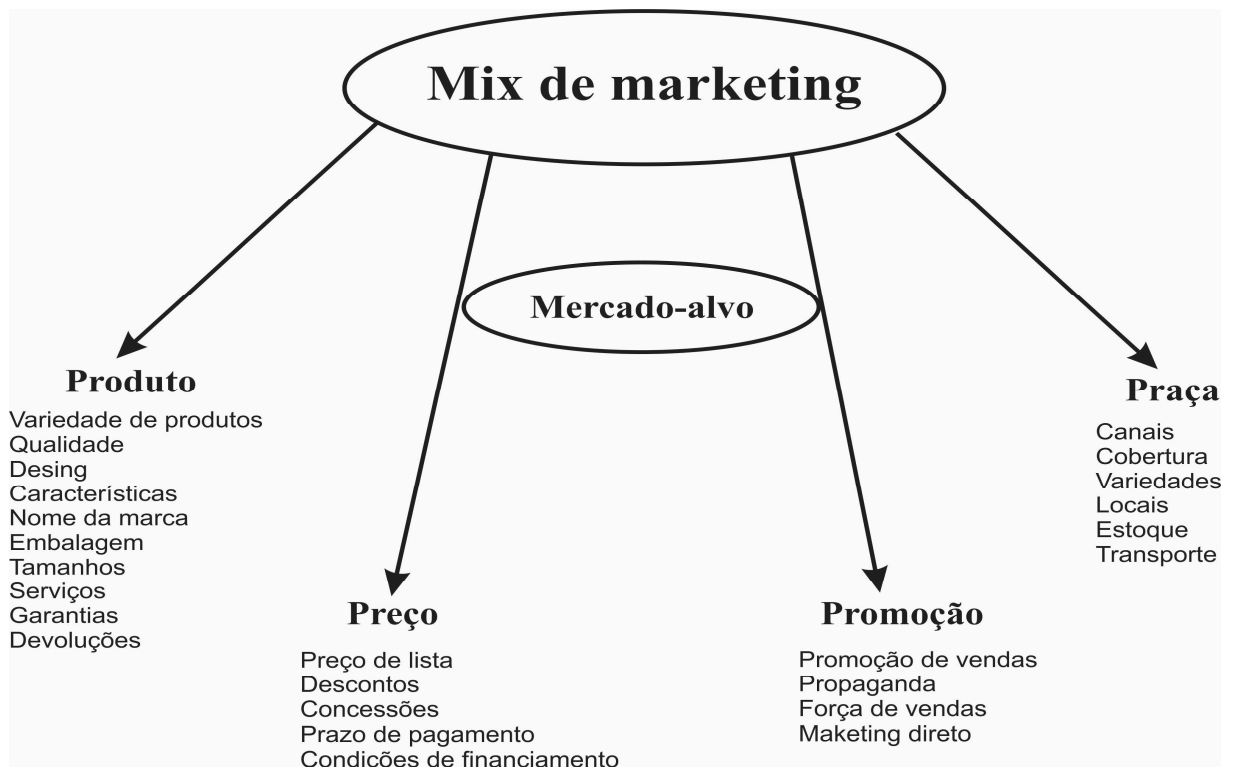 Mix de marketing
Mercado-alvo
Produto
Variedade de produtos
Qualidade
Desing
Características
Nome da marca
Embalagem
Tamanhos
Serviços
Garantias
Devoluções
Preço
Preço de lista
Descontos
Concessões
Prazo de pagamento
Condições de financiamento
Promoção
Promoção de vendas
Propaganda
Força de vendas
Maketing direto
Praça
Canais
Cobertura
Variedades
Locais
Estoque
Transporte